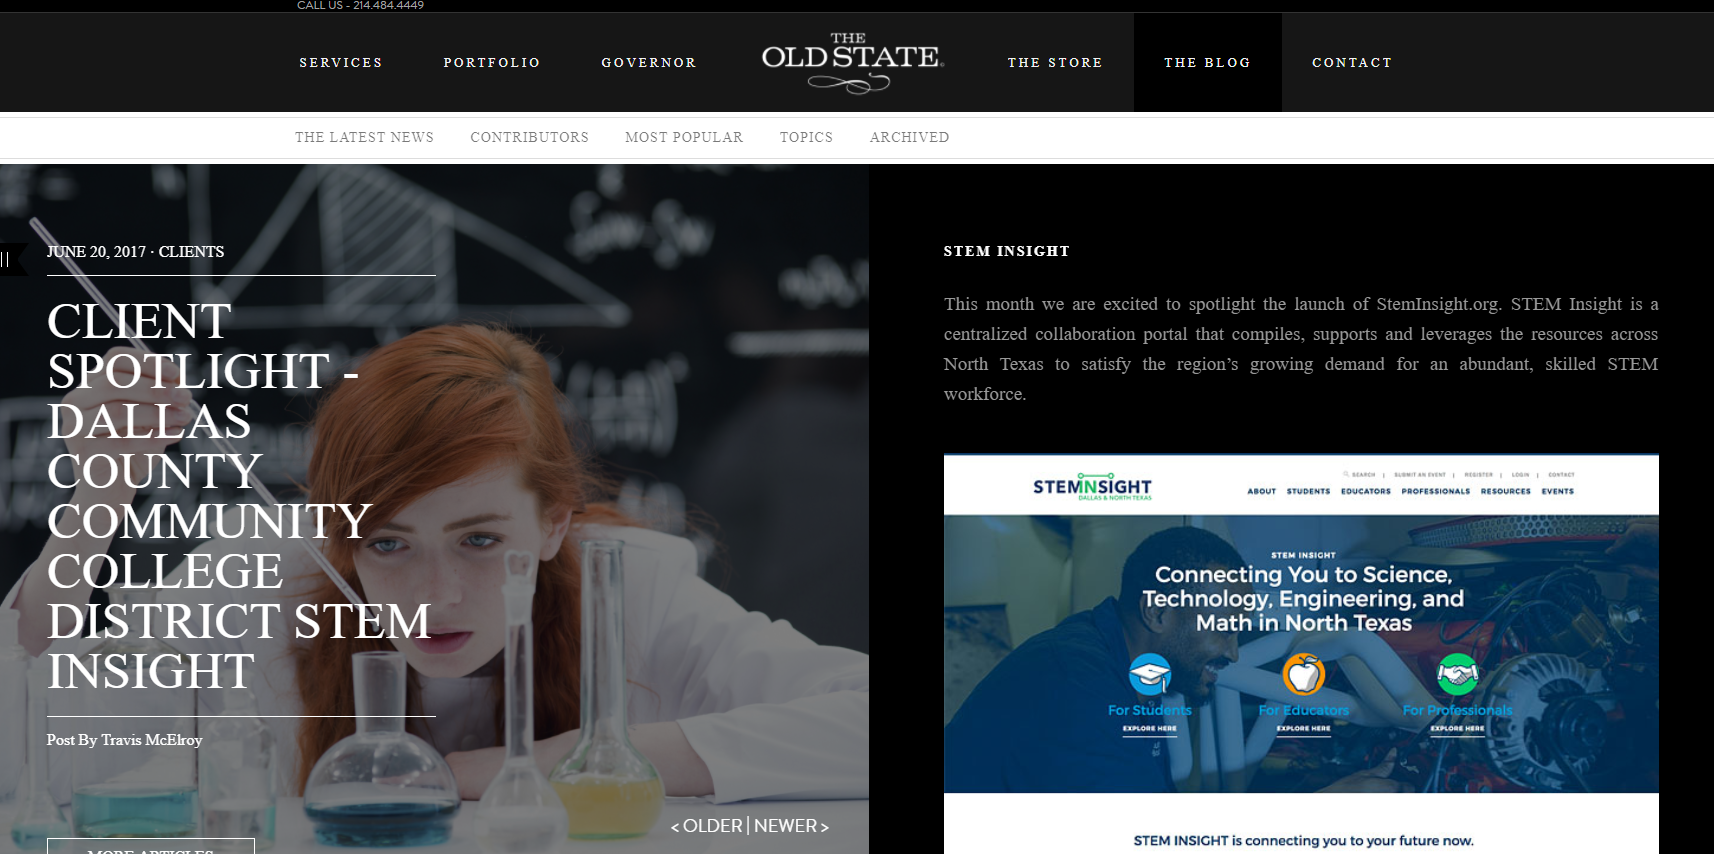 CALL US - 214.484.4449
SERVICES
PORTFOLIO
GOVERNOR
THE
OLD STATE
THE STORE
THE BLOG
CONTACT
THE LATEST NEWS
CONTRIBUTORS
MOST POPULAR
TOPICS
ARCHIVED
JUNE 20, 2017 · CLIENTS
CLIENT
SPOTLIGHT -
DALLAS
COUNTY
COMMUNITY
COLLEGE
DISTRICT STEM
INSIGHT
Post By Travis McElroy
MORE ARTICLES
< OLDER | NEWER >
STEM INSIGHT
This month we are excited to spotlight the launch of StemInsight.org. STEM Insight is a
centralized collaboration portal that compiles, supports and leverages the resources across
North Texas to satisfy the region’s growing demand for an abundant, skilled STEM
workforce.
SEARCH | SUBMIT AN EVENT | REGISTER | LOGIN | CONTACT
STEMINSIGHT
DALLAS & NORTH TEXAS
ABOUT STUDENTS EDUCATORS PROFESSIONALS RESOURCES EVENTS
STEM INSIGHT
Connecting You to Science,
Technology, Engineering, and
Math in North Texas
For Students
For Educators
For Professionals
EXPLORE HERE
EXPLORE HERE
EXPLORE HERE
STEM INSIGHT is connecting you to your future now.